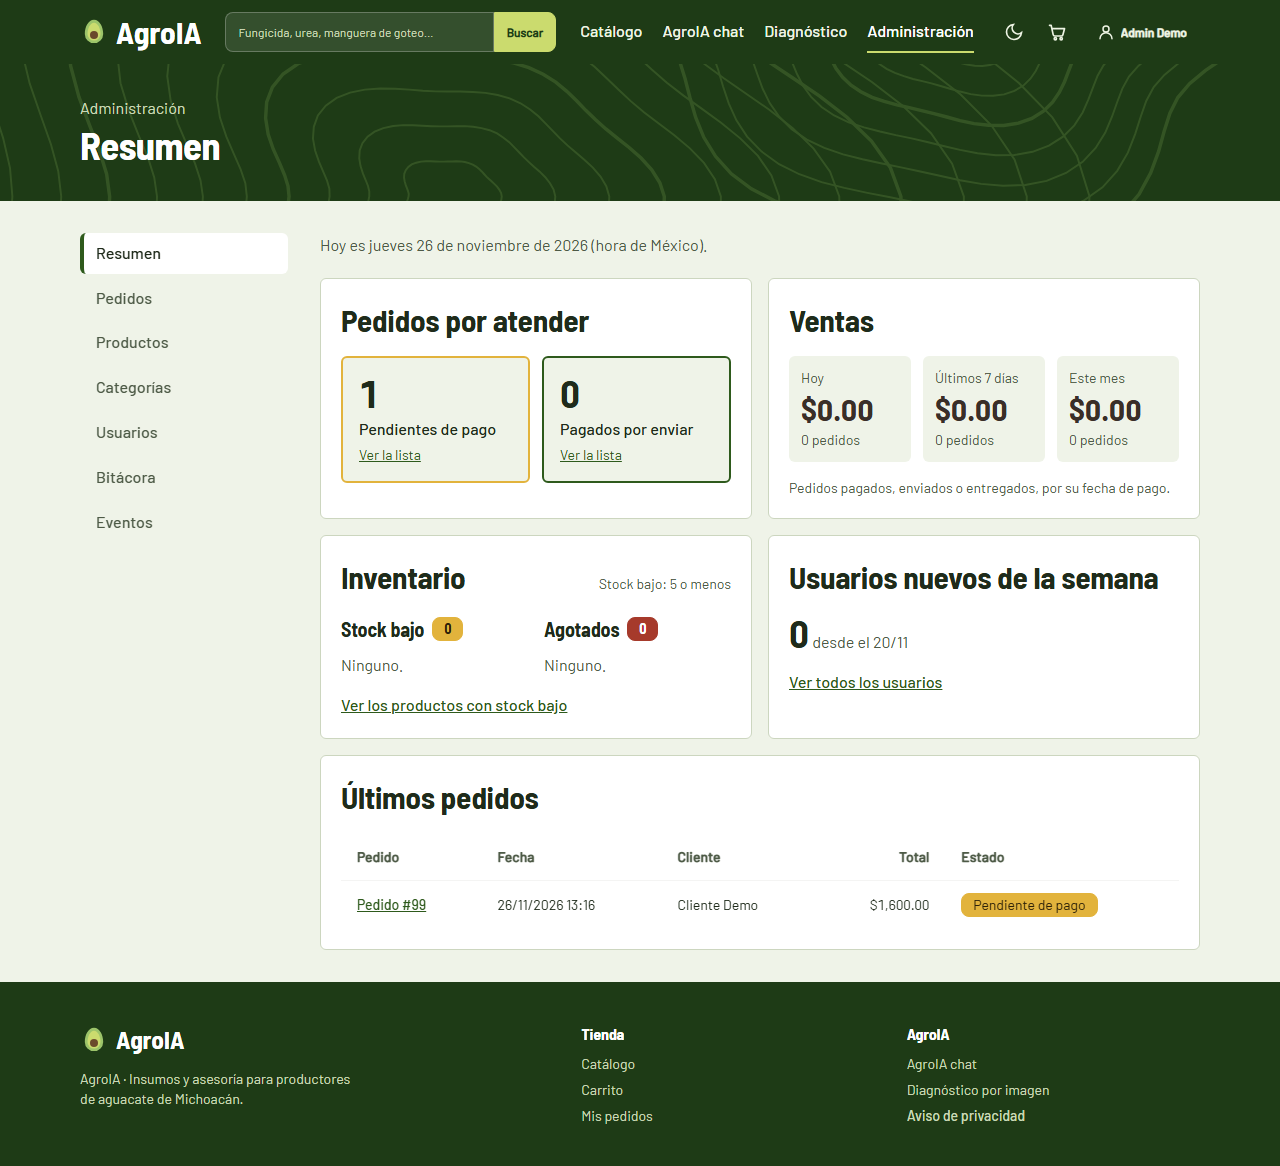 AgroIA
Fungicida, urea, manguera de goteo...
Buscar
Catálogo
AgroIA chat
Diagnóstico
Administración
Admin Demo
Administración
Resumen
Resumen
Pedidos
Productos
Categorías
Usuarios
Bitácora
Eventos
Hoy es jueves 26 de noviembre de 2026 (hora de México).
Pedidos por atender
1
Pendientes de pago
Ver la lista
0
Pagados por enviar
Ver la lista
Ventas
Hoy
$0.00
0 pedidos
Últimos 7 días
$0.00
0 pedidos
Este mes
$0.00
0 pedidos
Pedidos pagados, enviados o entregados, por su fecha de pago.
Inventario
Stock bajo: 5 o menos
Stock bajo 0
Ninguno.
Agotados 0
Ninguno.
Ver los productos con stock bajo
Usuarios nuevos de la semana
0 desde el 20/11
Ver todos los usuarios
Últimos pedidos
Pedido Fecha Cliente Total Estado
Pedido #99 26/11/2026 13:16 Cliente Demo $1,600.00 Pendiente de pago
AgroIA
AgroIA · Insumos y asesoría para productores
de aguacate de Michoacán.
Tienda
Catálogo
Carrito
Mis pedidos
AgroIA
AgroIA chat
Diagnóstico por imagen
Aviso de privacidad